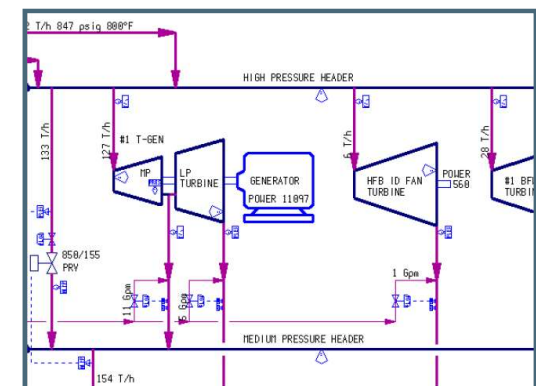 2 T/h 847 psig 800°F
HIGH PRESSURE HEADER
133 T/h
127 T/h
#1 T-GEN
6 T/h
28 T/h
MP
LP
TURBINE
GENERATOR
POWER 11097
HFB ID FAN
TURBINE
POWER
560
#1 BF
TURBIN
850/155
PRV
11 Gpm
6 Gpm
1 Gpm
MEDIUM PRESSURE HEADER
154 T/h